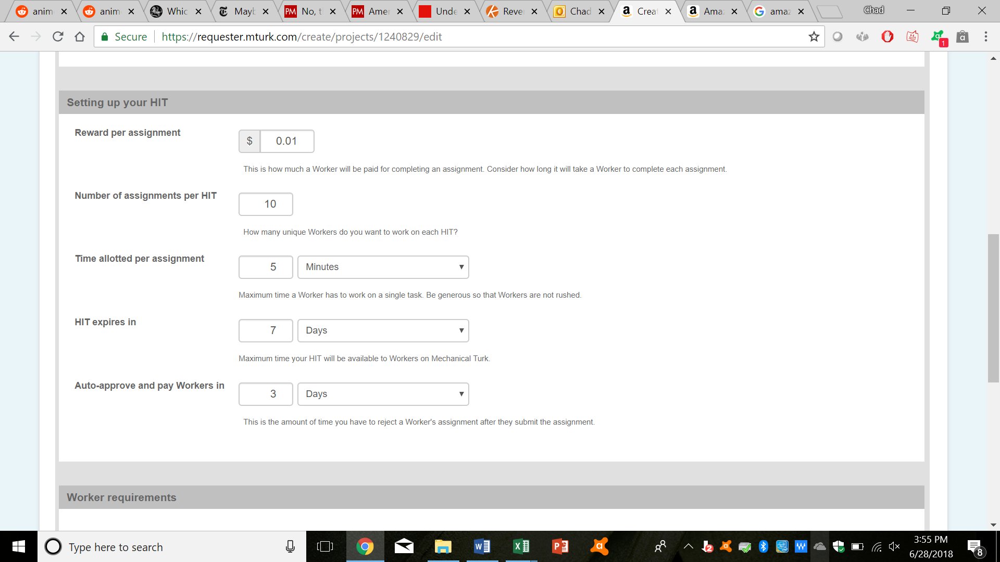 anim
anim
Whic
Mayb
No, t
Amer
Unde
Reve
Chad
Crea
Ama
amaz
Chad
Secure
https://requester.mturk.com/create/projects/1240829/edit
1
Setting up your HIT
Reward per assignment
$ 0.01
This is how much a Worker will be paid for completing an assignment. Consider how long it will take a Worker to complete each assignment.
Number of assignments per HIT
10
How many unique Workers do you want to work on each HIT?
Time allotted per assignment
5 Minutes
Maximum time a Worker has to work on a single task. Be generous so that Workers are not rushed.
HIT expires in
7 Days
Maximum time your HIT will be available to Workers on Mechanical Turk.
Auto-approve and pay Workers in
3 Days
This is the amount of time you have to reject a Worker's assignment after they submit the assignment.
Worker requirements
Type here to search
3:55 PM
6/28/2018
8